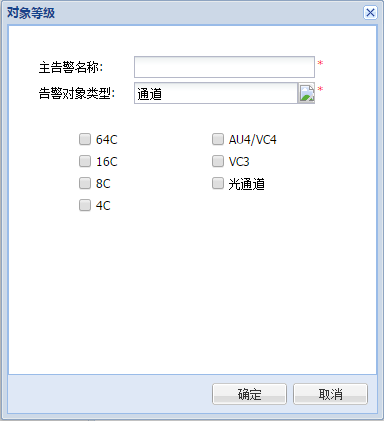 对象等级
主告警名称: *
告警对象类型: 通道 *
64C AU4/VC4
16C VC3
8C 光通道
4C
确定 取消